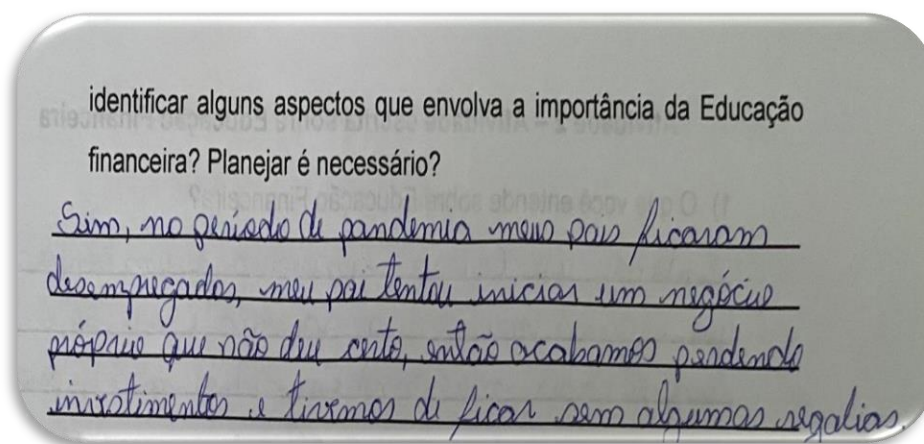 identificar alguns aspectos que envolva a importância da Educação
financeira? Planejar é necessário?
Sim, no período de pandemia meus pais ficaram
desempregados, meu pai tentou iniciar um negócio
próprio que não deu certo, então acabamos perdendo
investimentos e tivemos de ficar sem algumas regalias.